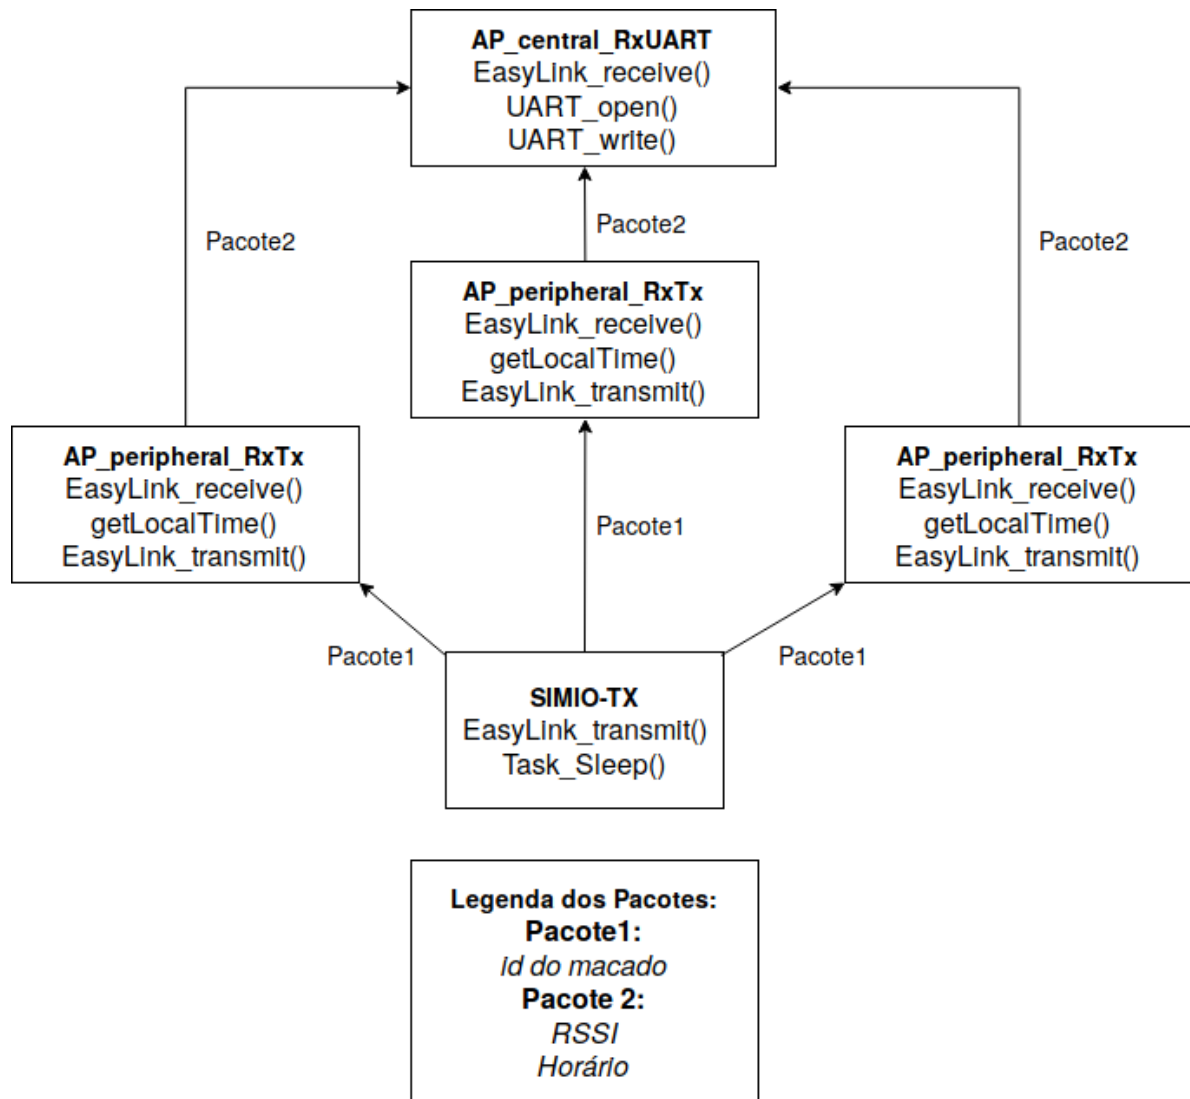 AP_central_RxUART
EasyLink_receive()
UART_open()
UART_write()
Pacote2
Pacote2
Pacote2
AP_peripheral_RxTx
EasyLink_receive()
getLocalTime()
EasyLink_transmit()
AP_peripheral_RxTx
EasyLink_receive()
getLocalTime()
EasyLink_transmit()
AP_peripheral_RxTx
EasyLink_receive()
getLocalTime()
EasyLink_transmit()
Pacote1
Pacote1
Pacote1
SIMIO-TX
EasyLink_transmit()
Task_Sleep()
Legenda dos Pacotes:
Pacote1:
id do macado
Pacote 2:
RSSI
Horário